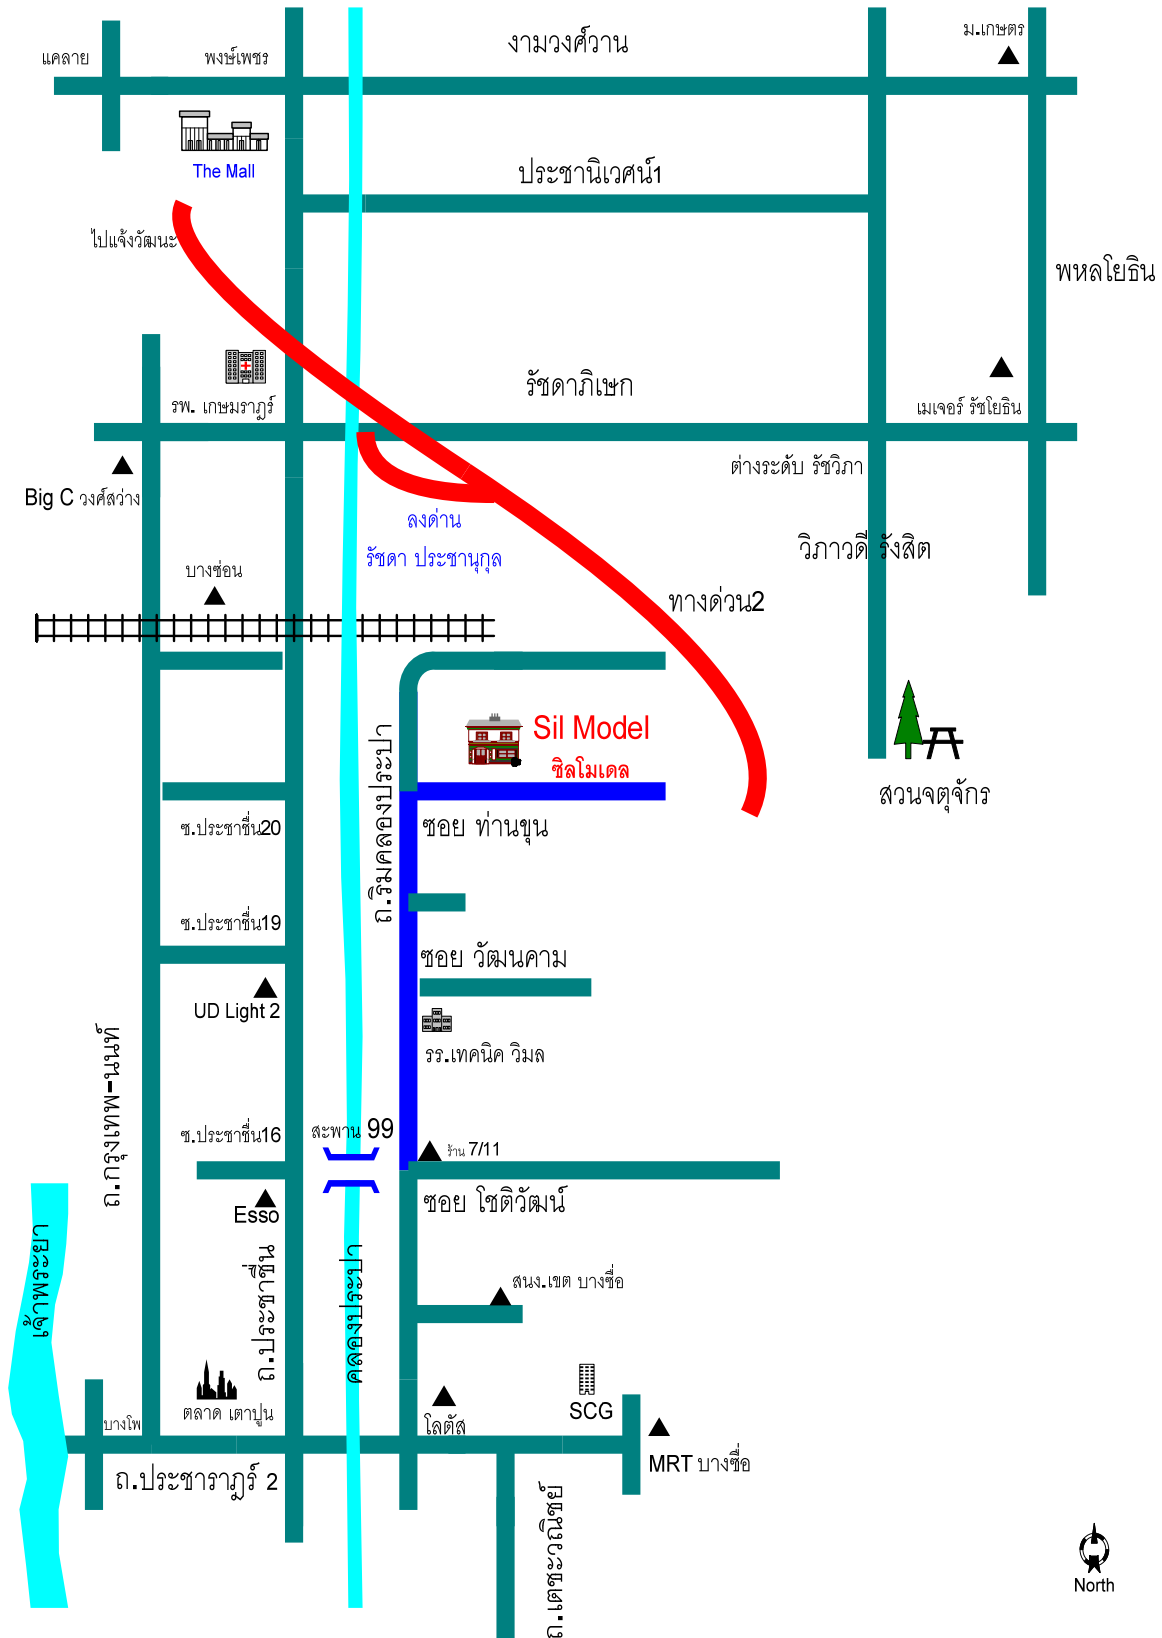 ม.เกษตร
งามวงศ์วาน
แคลาย
พงษ์เพชร
The Mall
ประชานิเวศน์1
ไปแจ้งวัฒนะ
พหลโยธิน
รัชดาภิเษก
รพ. เกษมราฎร์
เมเจอร์ รัชโยธิน
ต่างระดับ รัชวิภา
Big C วงศ์สว่าง
ลงด่าน
รัชดา ประชานุกูล
วิภาวดี รังสิต
บางซ่อน
ทางด่วน2
Sil Model
ซิลโมเดล
สวนจตุจักร
ถ.ริมคลองประปา
ซ.ประชาชื่น20
ซอย ท่านขุน
ซ.ประชาชื่น19
ซอย วัฒนคาม
UD Light 2
รร.เทคนิค วิมล
ถ.กรุงเทพ-นนท์
ซ.ประชาชื่น16
สะพาน 99
ร้าน 7/11
ซอย โชติวัฒน์
Esso
เจ้าพระยา
ถ.ประชาชื่น
คลองประปา
สนง.เขต บางซื่อ
SCG
ตลาด เตาปูน
บางโพ
โลตัส
MRT บางซื่อ
ถ.ประชาราฎร์ 2
ถ.เตชะวณิชย์
North